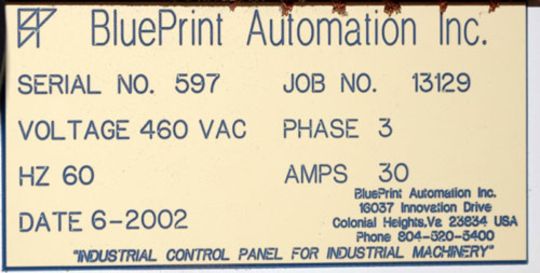 BluePrint Automation Inc.
SERIAL NO. 597 JOB NO. 13129
VOLTAGE 460 VAC PHASE 3
HZ 60 AMPS 30
DATE 6-2002
BluePrint Automation Inc.
16037 Innovation Drive
Colonial Heights,Va 23834 USA
Phone 804-520-5400
"INDUSTRIAL CONTROL PANEL FOR INDUSTRIAL MACHINERY"